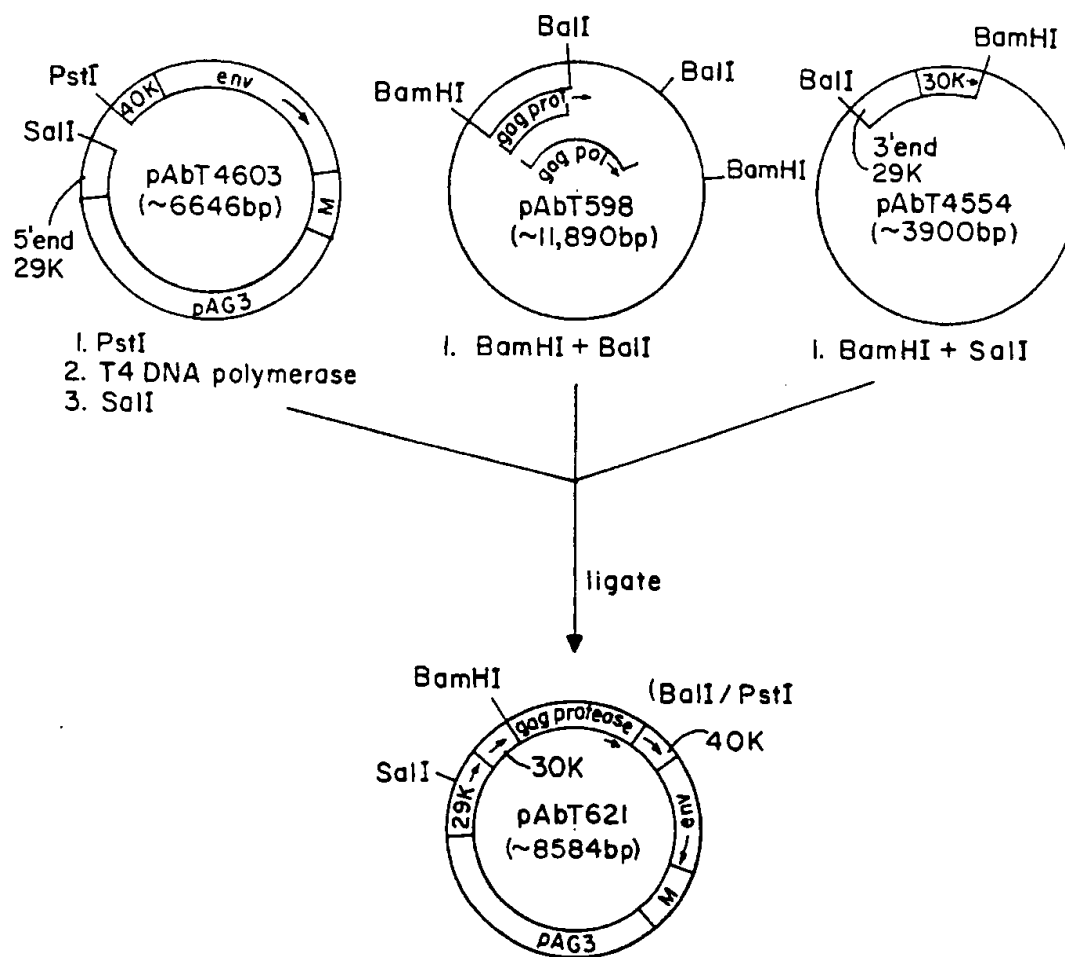 PstI
40K
env
SalI
pAbT4603
(~6646bp)
5'end
29K
M
pAG3
1. PstI
2. T4 DNA polymerase
3. SalI
BalI
BalI
BamHI
gag prot
gag pol
BamHI
pAbT598
(~11,890bp)
1. BamHI + BalI
BamHI
BalI
30K
3'end
29K
pAbT4554
(~3900bp)
1. BamHI + SalI
ligate
BamHI
(BalI/PstI
gag protease
40K
SalI
29K
30K
env
pAbT621
(~8584bp)
M
pAG3